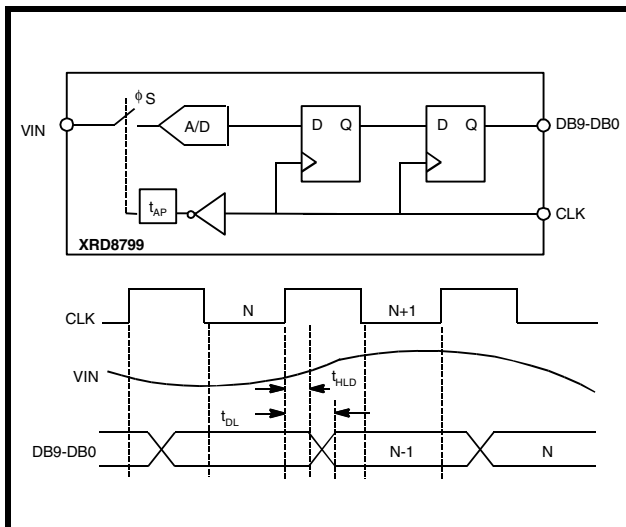 ϕS
VIN
A/D
D Q
D Q
DB9-DB0
tAP
CLK
XRD8799
CLK
N
N+1
VIN
tHLD
tDL
DB9-DB0
N-1
N